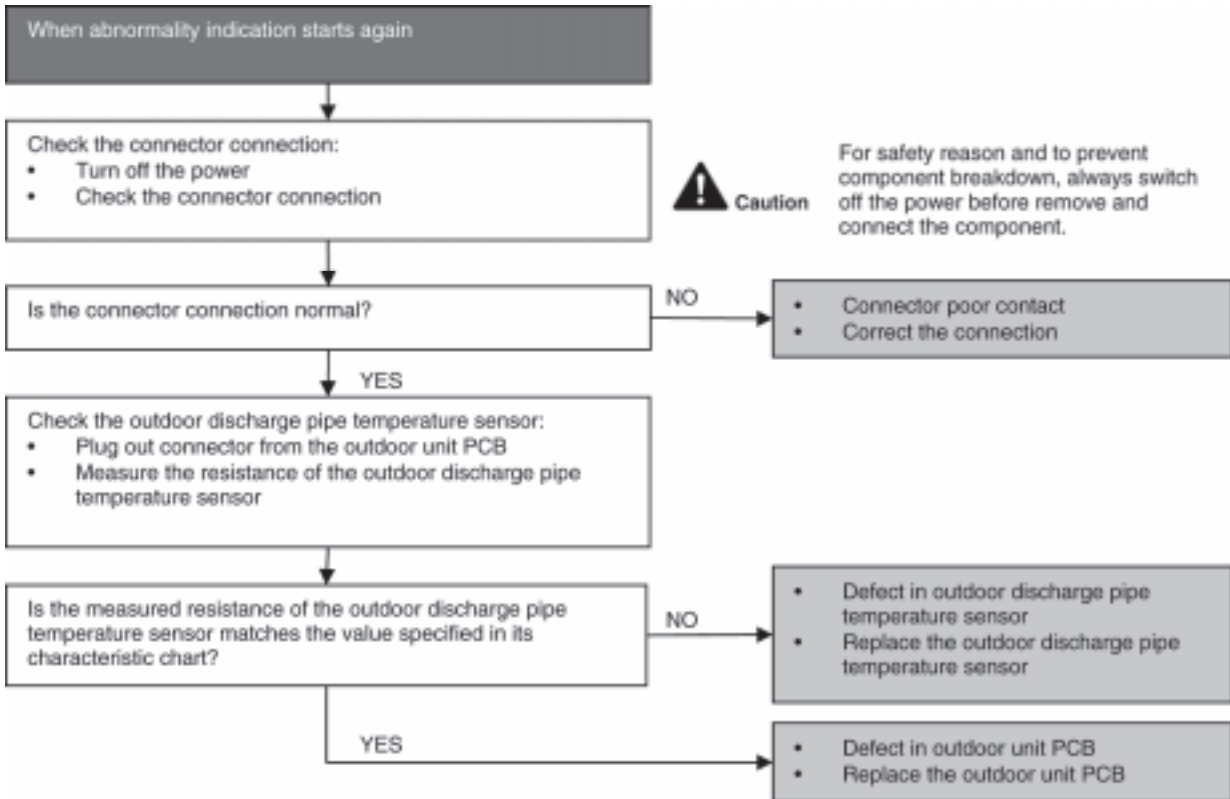 When abnormality indication starts again
Check the connector connection:
• Turn off the power
• Check the connector connection
Caution
For safety reason and to prevent
component breakdown, always switch
off the power before remove and
connect the component.
Is the connector connection normal?
NO
• Connector poor contact
• Correct the connection
YES
Check the outdoor discharge pipe temperature sensor:
• Plug out connector from the outdoor unit PCB
• Measure the resistance of the outdoor discharge pipe
temperature sensor
Is the measured resistance of the outdoor discharge pipe
temperature sensor matches the value specified in its
characteristic chart?
NO
• Defect in outdoor discharge pipe
temperature sensor
• Replace the outdoor discharge pipe
temperature sensor
YES
• Defect in outdoor unit PCB
• Replace the outdoor unit PCB